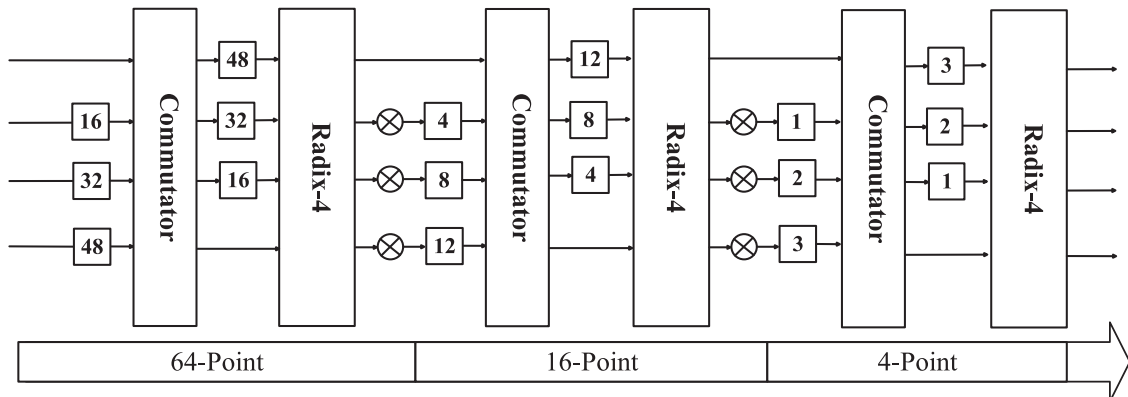 16
32
48
Commutator
48
32
16
Radix-4
4
8
12
Commutator
12
8
4
Radix-4
1
2
3
Commutator
3
2
1
Radix-4
64-Point
16-Point
4-Point